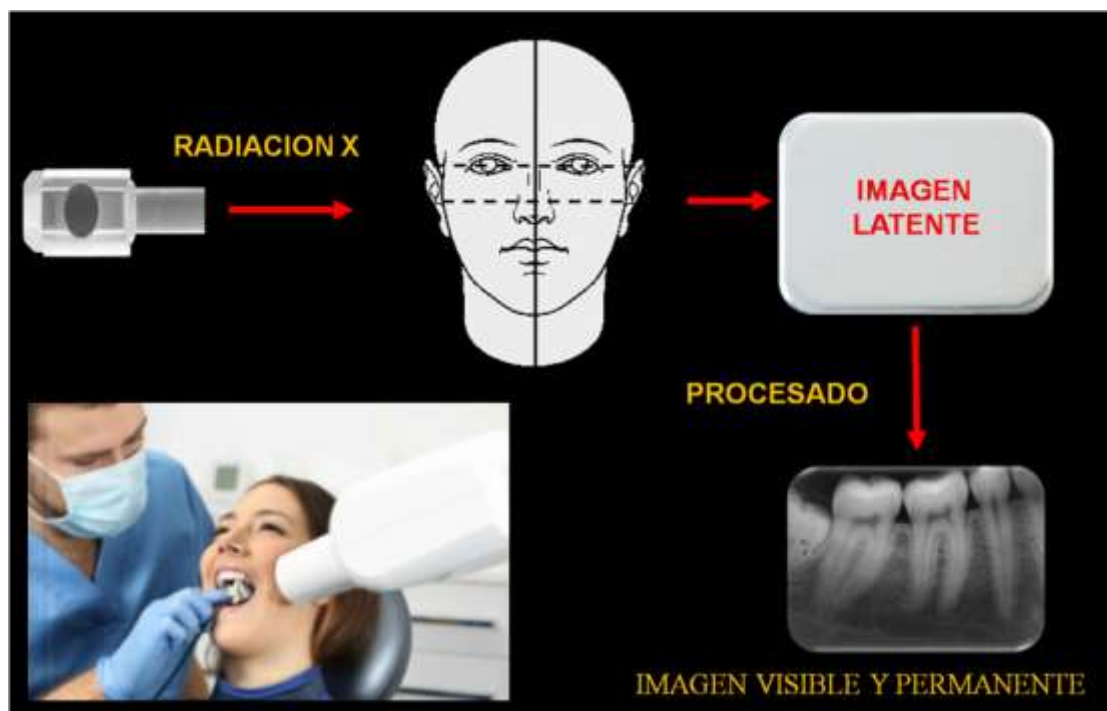 RADIACION X
IMAGEN
LATENTE
PROCESADO
IMAGEN VISIBLE Y PERMANENTE